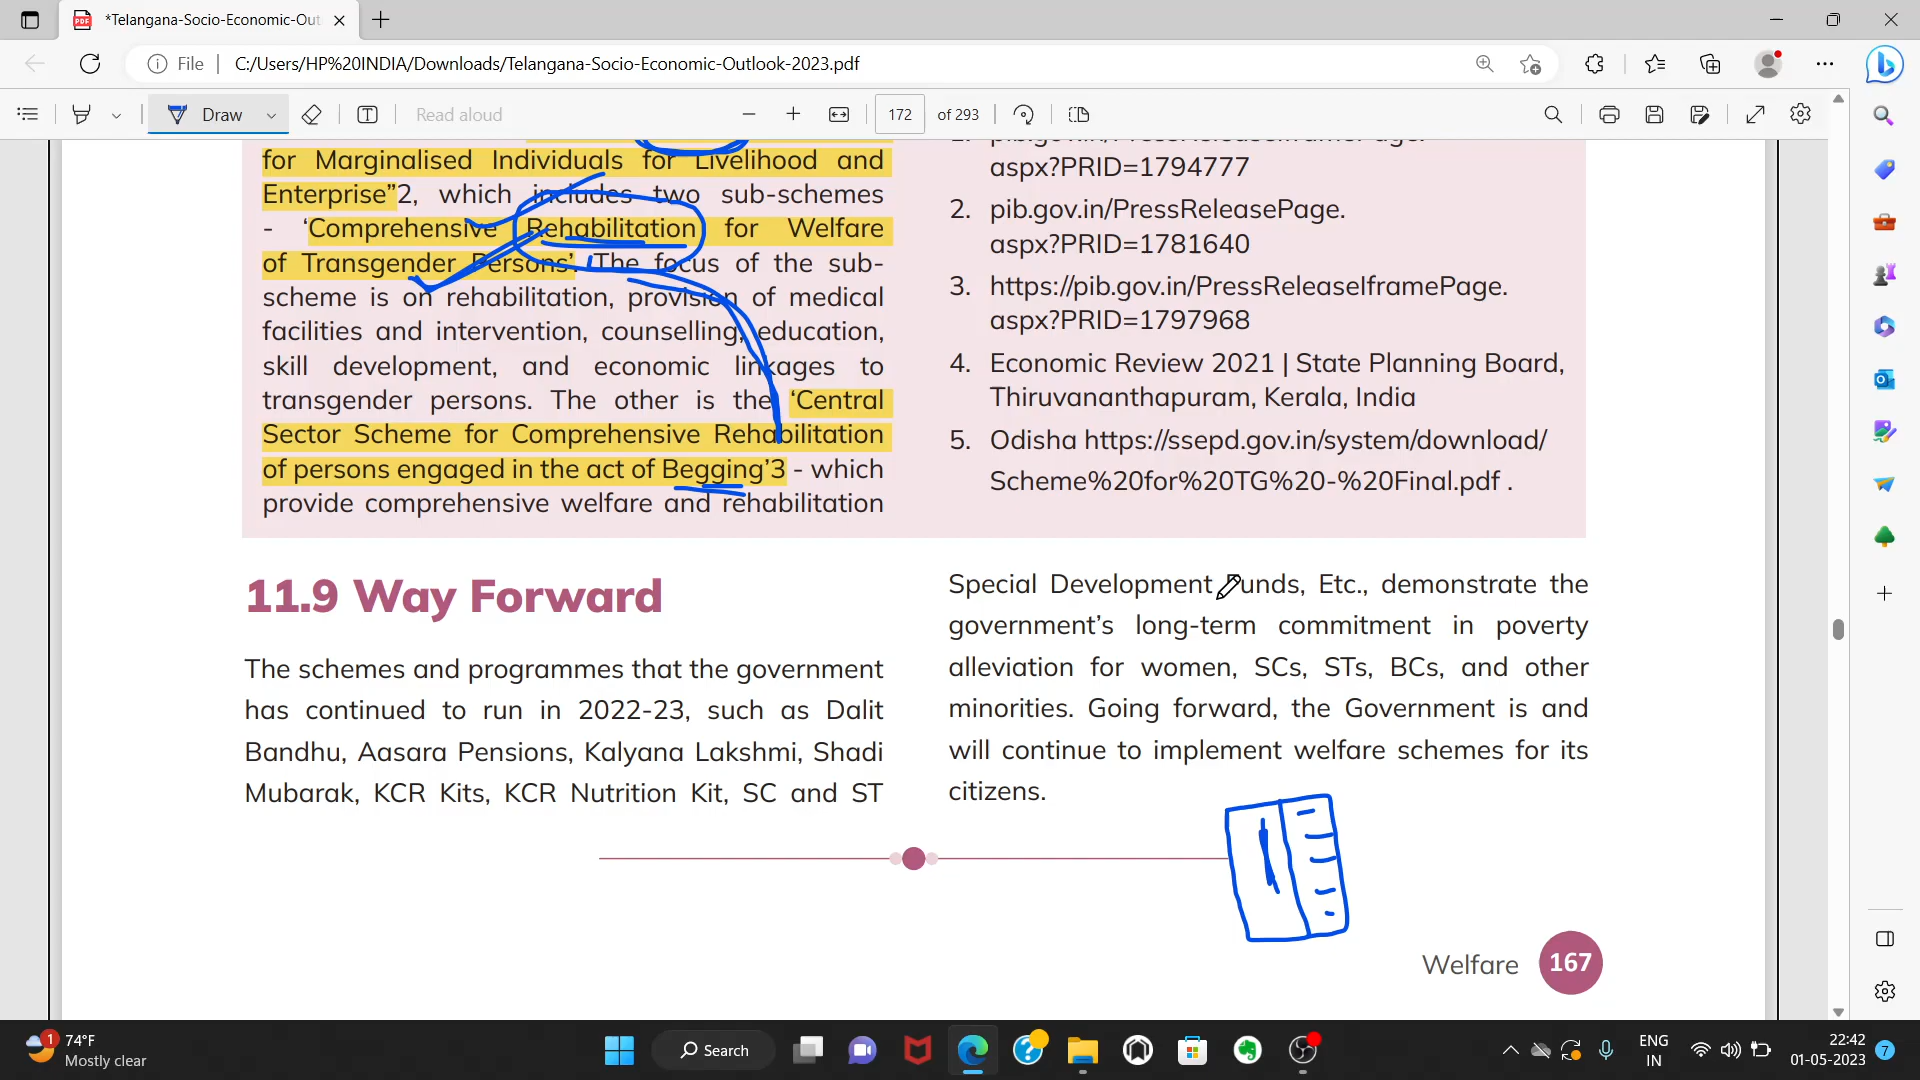 *Telangana-Socio-Economic-Out
File
C:/Users/HP%20INDIA/Downloads/Telangana-Socio-Economic-Outlook-2023.pdf
Draw
Read aloud
172
of 293
for Marginalised Individuals for Livelihood and
Enterprise”2, which includes two sub-schemes
- ‘Comprehensive Rehabilitation for Welfare
of Transgender Persons’. The focus of the sub-
scheme is on rehabilitation, provision of medical
facilities and intervention, counselling, education,
skill development, and economic linkages to
transgender persons. The other is the ‘Central
Sector Scheme for Comprehensive Rehabilitation
of persons engaged in the act of Begging’3 - which
provide comprehensive welfare and rehabilitation
1. pib.gov.in/PressReleaseIframePage.
aspx?PRID=1794777
2. pib.gov.in/PressReleasePage.
aspx?PRID=1781640
3. https://pib.gov.in/PressReleaseIframePage.
aspx?PRID=1797968
4. Economic Review 2021 | State Planning Board,
Thiruvananthapuram, Kerala, India
5. Odisha https://ssepd.gov.in/system/download/
Scheme%20for%20TG%20-%20Final.pdf .
11.9 Way Forward
The schemes and programmes that the government
has continued to run in 2022-23, such as Dalit
Bandhu, Aasara Pensions, Kalyana Lakshmi, Shadi
Mubarak, KCR Kits, KCR Nutrition Kit, SC and ST
Special Development Funds, Etc., demonstrate the
government’s long-term commitment in poverty
alleviation for women, SCs, STs, BCs, and other
minorities. Going forward, the Government is and
will continue to implement welfare schemes for its
citizens.
Welfare 167
1
74°F
Mostly clear
Search
ENG
IN
22:42
01-05-2023
7